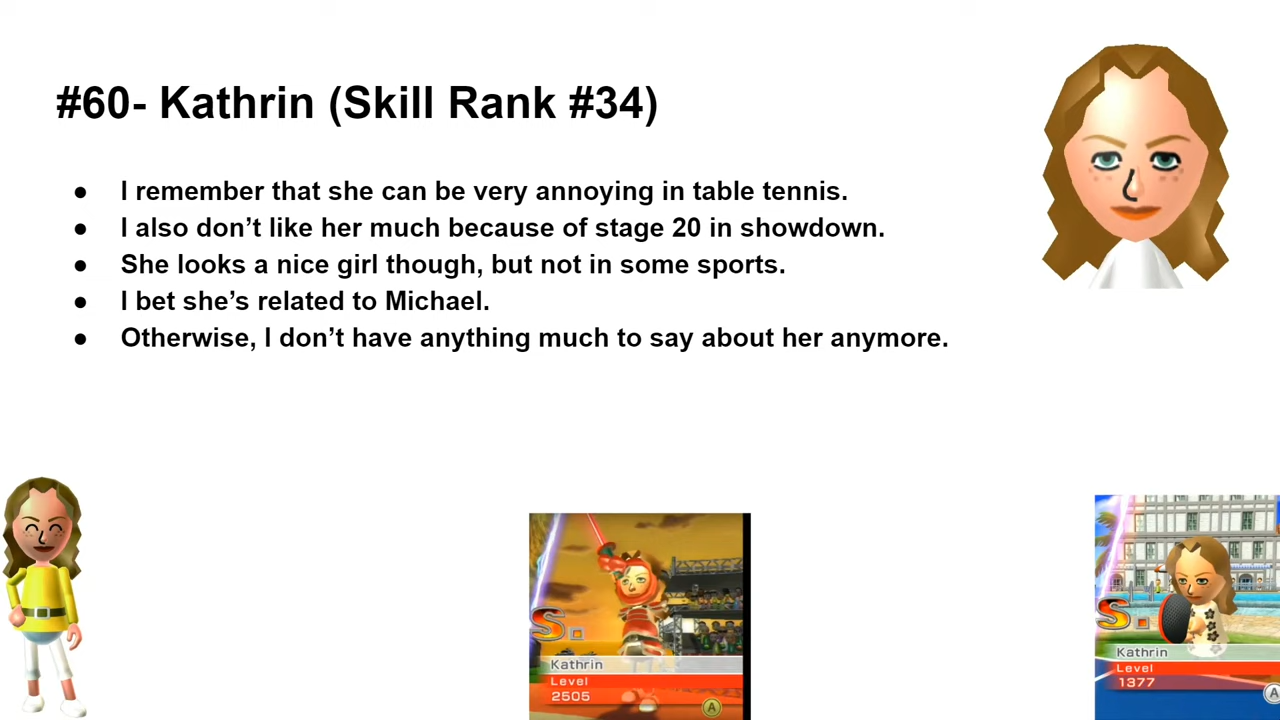 #60- Kathrin (Skill Rank #34)
● I remember that she can be very annoying in table tennis.
● I also don’t like her much because of stage 20 in showdown.
● She looks a nice girl though, but not in some sports.
● I bet she’s related to Michael.
● Otherwise, I don’t have anything much to say about her anymore.
S.
Kathrin
Level
2505
A
S.
Kathrin
Level
1377
A